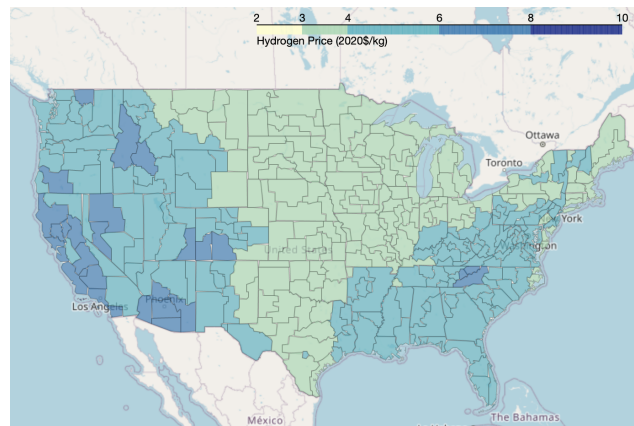 2 3 4 6 8 10
Hydrogen Price (2020$/kg)
Ottawa
Toronto
York
United States
Washington
Los Angeles
Phoenix
México
The Bahamas